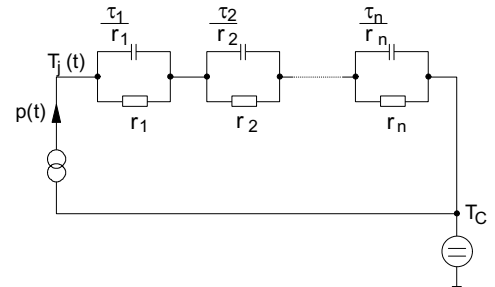 τ1/r1 τ2/r2 τn/rn
Tj (t)
r1 r2 rn
p(t)
TC